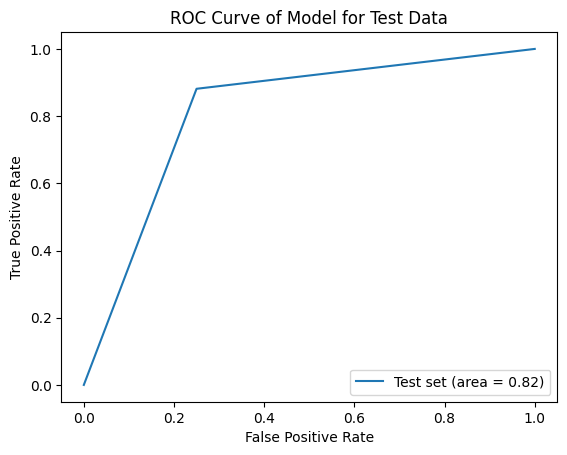 ROC Curve of Model for Test Data
True Positive Rate
1.0
0.8
0.6
0.4
0.2
0.0
Test set (area = 0.82)
0.0 0.2 0.4 0.6 0.8 1.0
False Positive Rate